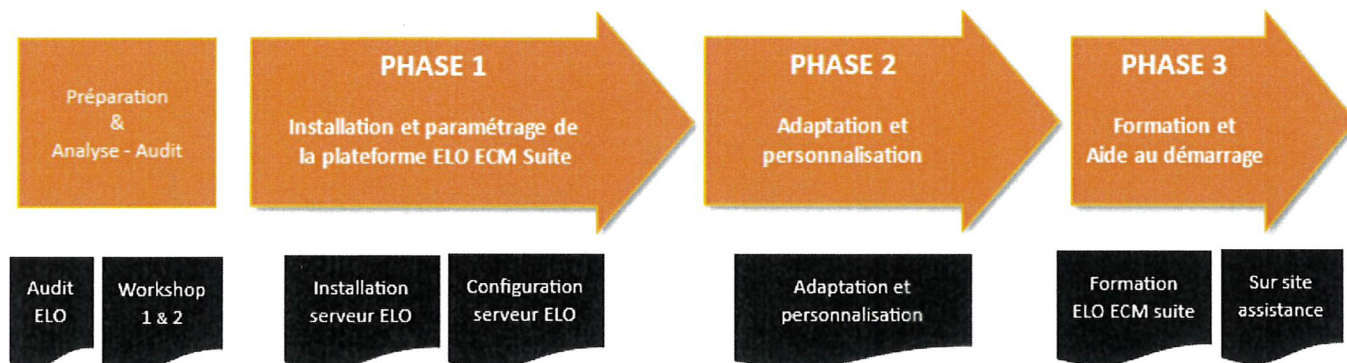 Préparation
&
Analyse - Audit
PHASE 1
Installation et paramétrage de
la plateforme ELO ECM Suite
PHASE 2
Adaptation et
personnalisation
PHASE 3
Formation et
Aide au démarrage
Audit
ELO
Workshop
1 & 2
Installation
serveur ELO
Configuration
serveur ELO
Adaptation et
personnalisation
Formation
ELO ECM suite
Sur site
assistance